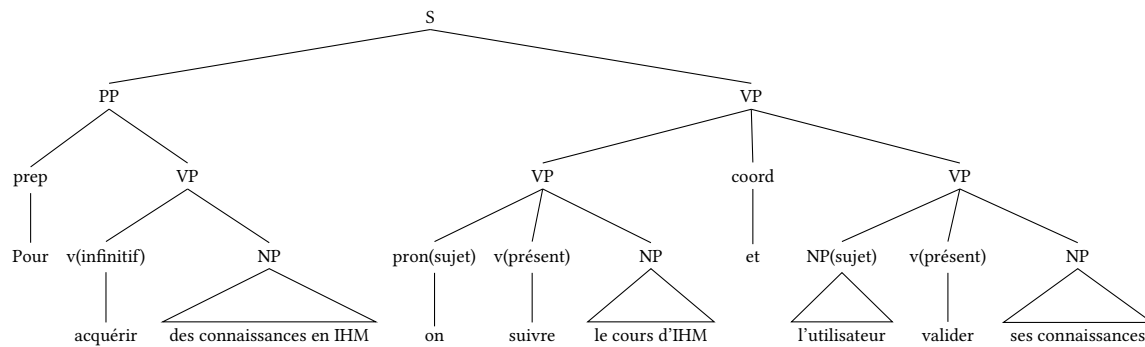 S
PP VP
prep VP VP coord VP
Pour v(infinitif) NP pron(sujet) v(présent) NP et NP(sujet) v(présent) NP
acquérir des connaissances en IHM on suivre le cours d'IHM l'utilisateur valider ses connaissances